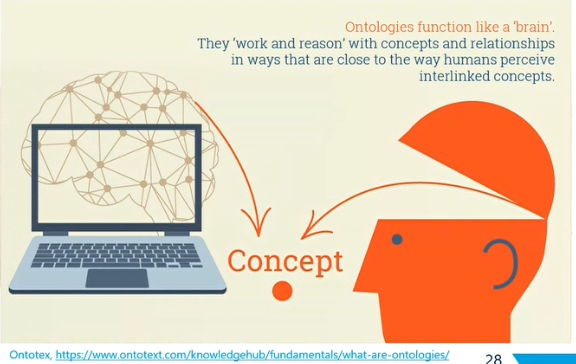 Ontologies function like a 'brain'.
They 'work and reason' with concepts and relationships
in ways that are close to the way humans perceive
interlinked concepts.
Concept
Ontotex, https://www.ontotext.com/knowledgehub/fundamentals/what-are-ontologies/
28